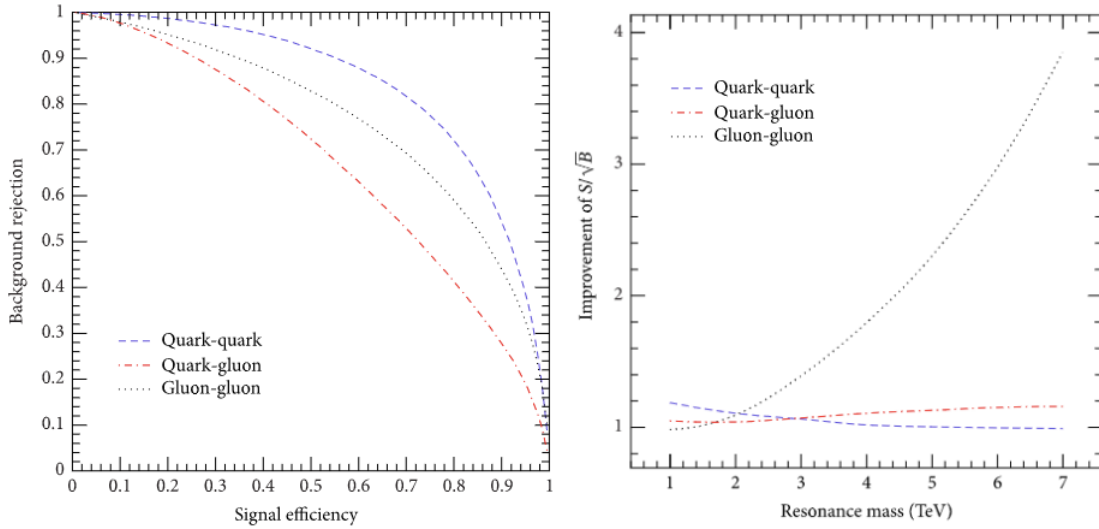 1
0.9
0.8
0.7
0.6
0.5
0.4
0.3
0.2
0.1
0
Background rejection
Quark-quark
Quark-gluon
Gluon-gluon
0 0.1 0.2 0.3 0.4 0.5 0.6 0.7 0.8 0.9 1
Signal efficiency
4
3
2
1
Improvement of S/√B
Quark-quark
Quark-gluon
Gluon-gluon
1 2 3 4 5 6 7
Resonance mass (TeV)